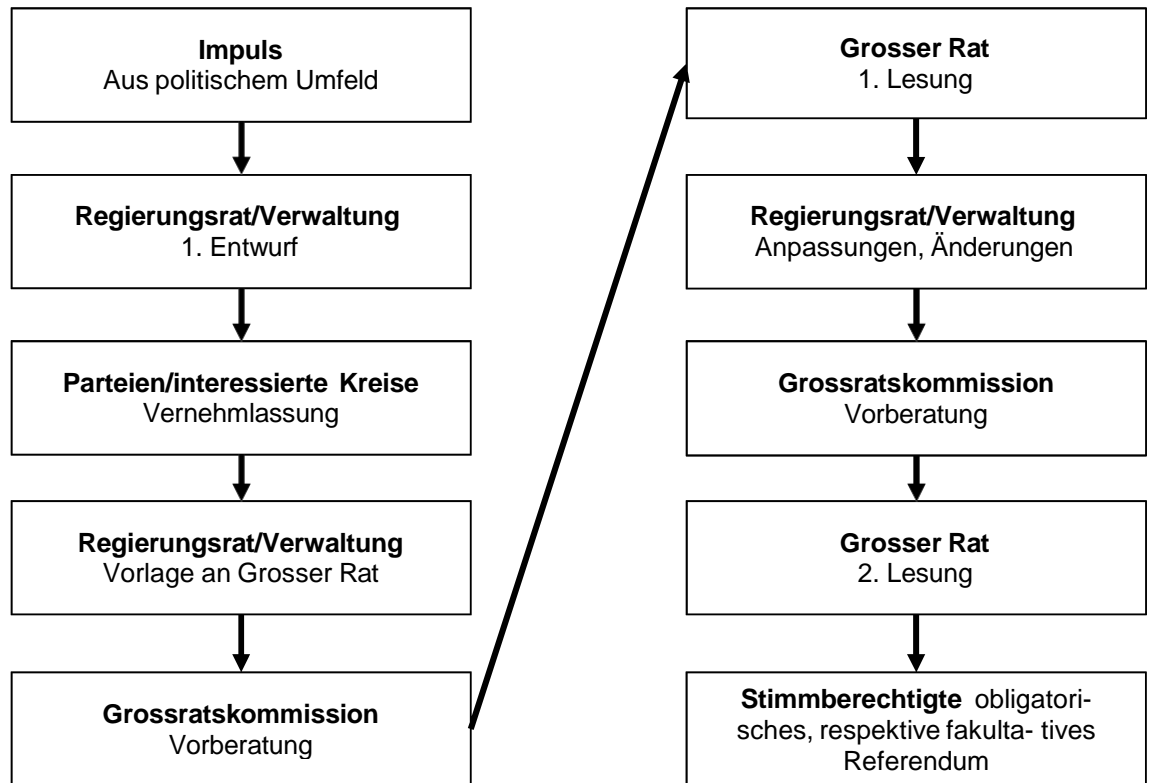 Impuls
Aus politischem Umfeld
Regierungsrat/Verwaltung
1. Entwurf
Parteien/interessierte Kreise
Vernehmlassung
Regierungsrat/Verwaltung
Vorlage an Grosser Rat
Grossratskommission
Vorberatung
Grosser Rat
1. Lesung
Regierungsrat/Verwaltung
Anpassungen, Änderungen
Grossratskommission
Vorberatung
Grosser Rat
2. Lesung
Stimmberechtigte obligatori-
sches, respektive fakulta- tives
Referendum